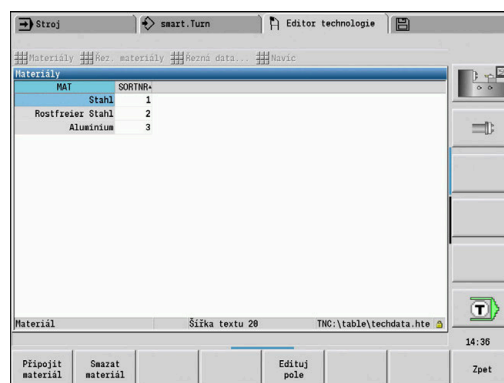 Stroj smart.Turn Editor technologie
Materiály Řez. materiály Řezná data... Navíc
Materiály
MAT SORTNR
Stahl 1
Rostfreier Stahl 2
Aluminium 3
Materiál Šířka textu 20 TNC:\table\techdata.hte
T
14:36
Připojit materiál Smazat materiál Edituj pole Zpet